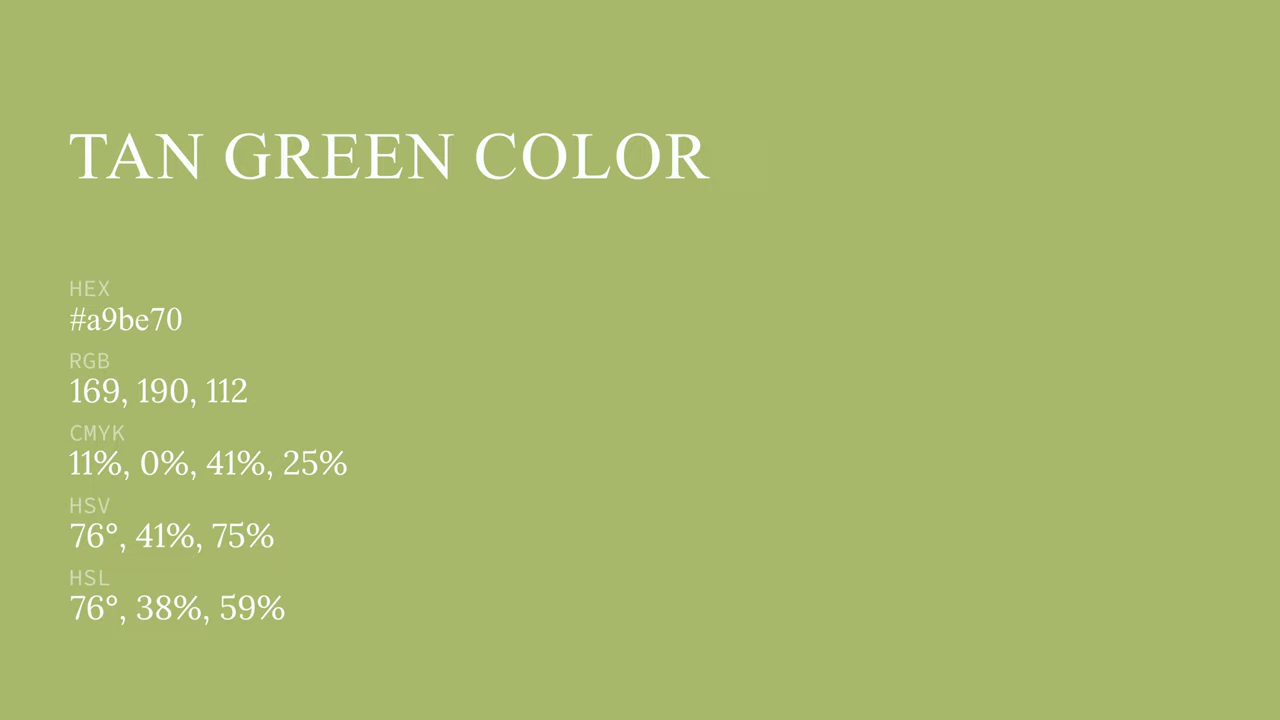 TAN GREEN COLOR
HEX
#a9be70
RGB
169, 190, 112
CMYK
11%, 0%, 41%, 25%
HSV
76°, 41%, 75%
HSL
76°, 38%, 59%